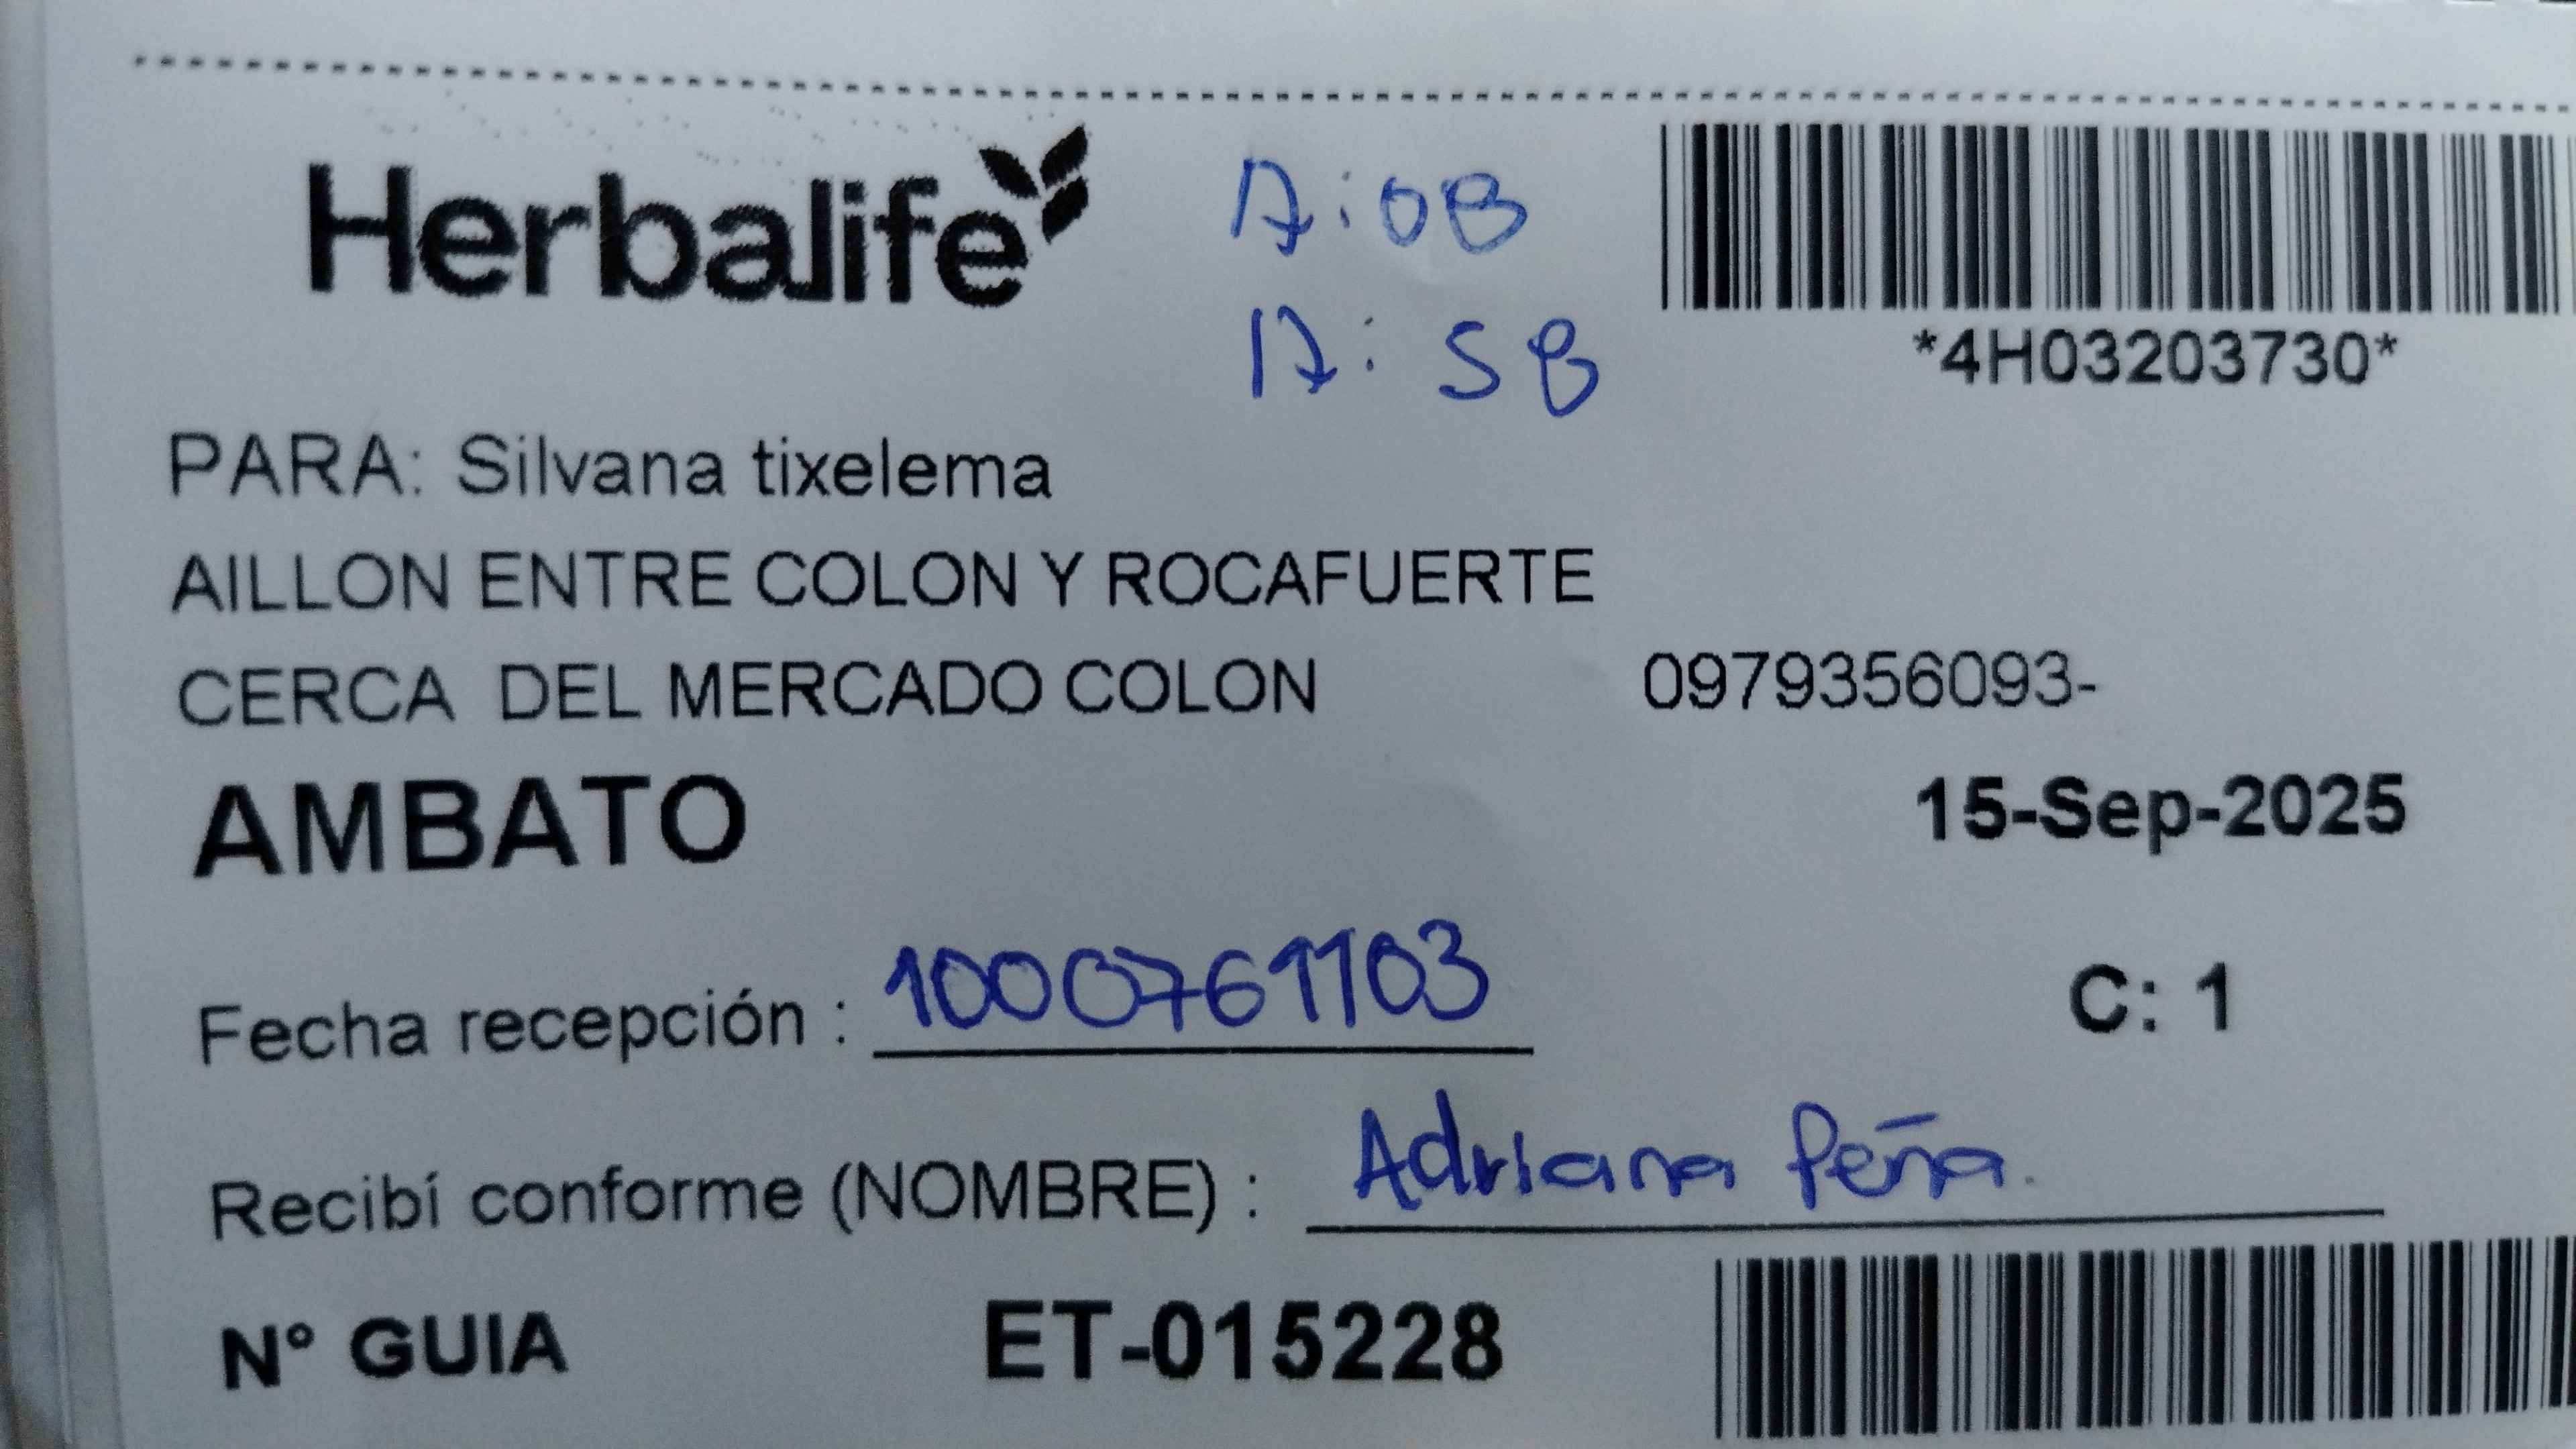 Herbalife
17:08
17:58
*4H03203730*
PARA: Silvana tixelema
AILLON ENTRE COLON Y ROCAFUERTE
CERCA DEL MERCADO COLON 0979356093-
AMBATO 15-Sep-2025
Fecha recepción : 1000761103 C: 1
Recibí conforme (NOMBRE) : Adriana Peña.
N° GUIA ET-015228